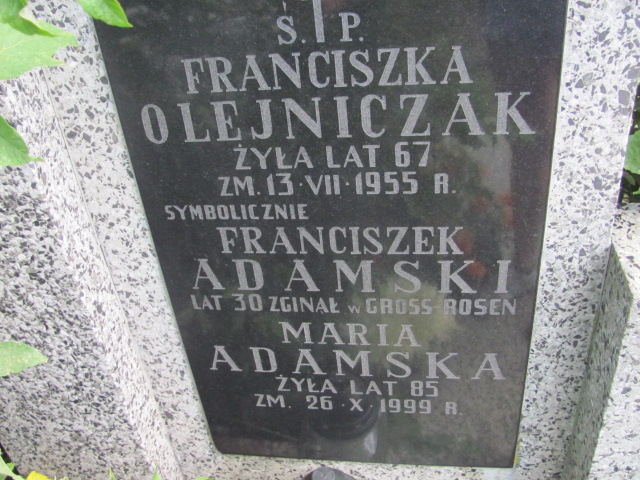 Ś. P.
FRANCISZKA
OLEJNICZAK
ŻYŁA LAT 67
ZM. 13·VII·1955 R.
SYMBOLICZNIE
FRANCISZEK
ADAMSKI
LAT 30 ZGINAŁ W GROSS-ROSEN
MARIA
ADAMSKA
ŻYŁA LAT 85
ZM. 26·X·1999 R.